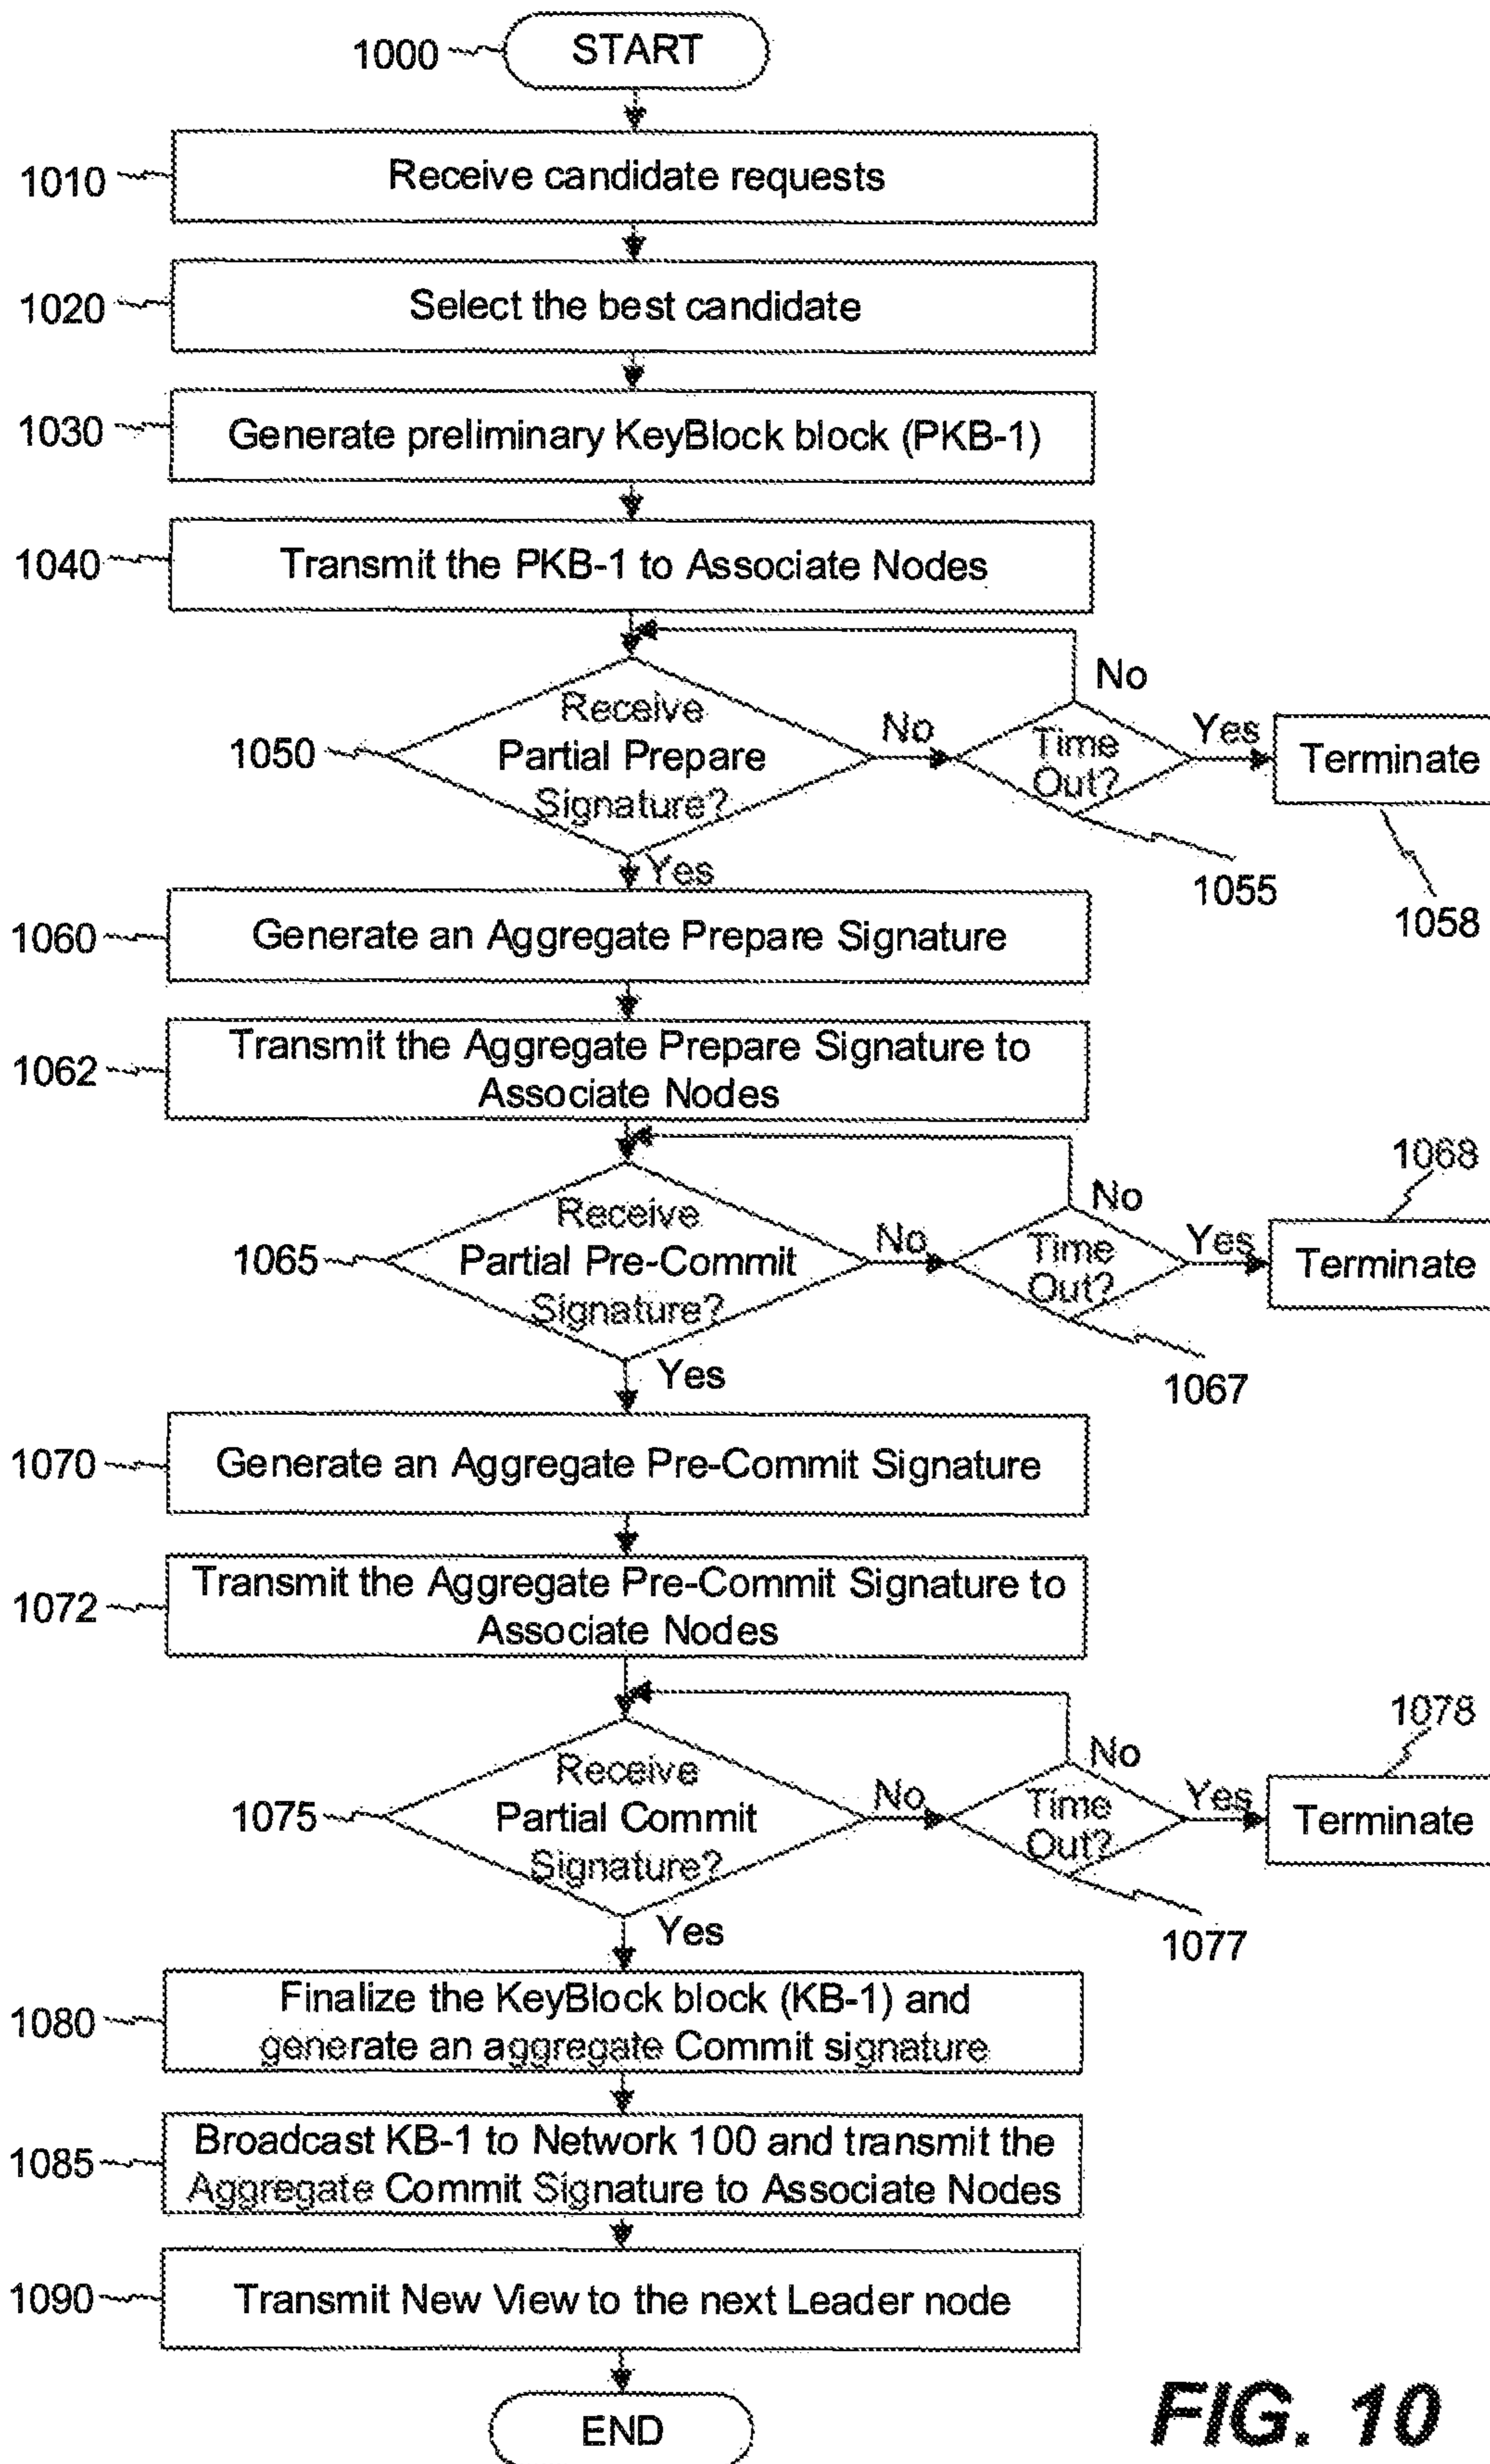 1000
START
1010
Receive candidate requests
1020
Select the best candidate
1030
Generate preliminary KeyBlock block (PKB-1)
1040
Transmit the PKB-1 to Associate Nodes
No
1050
Receive
Partial Prepare
Signature?
No
Time
Out?
Yes
Terminate
Yes
1055
1058
1060
Generate an Aggregate Prepare Signature
1062
Transmit the Aggregate Prepare Signature to
Associate Nodes
1068
No
1065
Receive
Partial Pre-Commit
Signature?
No
Time
Out?
Yes
Terminate
Yes
1067
1070
Generate an Aggregate Pre-Commit Signature
1072
Transmit the Aggregate Pre-Commit Signature to
Associate Nodes
1078
No
1075
Receive
Partial Commit
Signature?
No
Time
Out?
Yes
Terminate
Yes
1077
1080
Finalize the KeyBlock block (KB-1) and
generate an aggregate Commit signature
1085
Broadcast KB-1 to Network 100 and transmit the
Aggregate Commit Signature to Associate Nodes
1090
Transmit New View to the next Leader node
END
FIG. 10